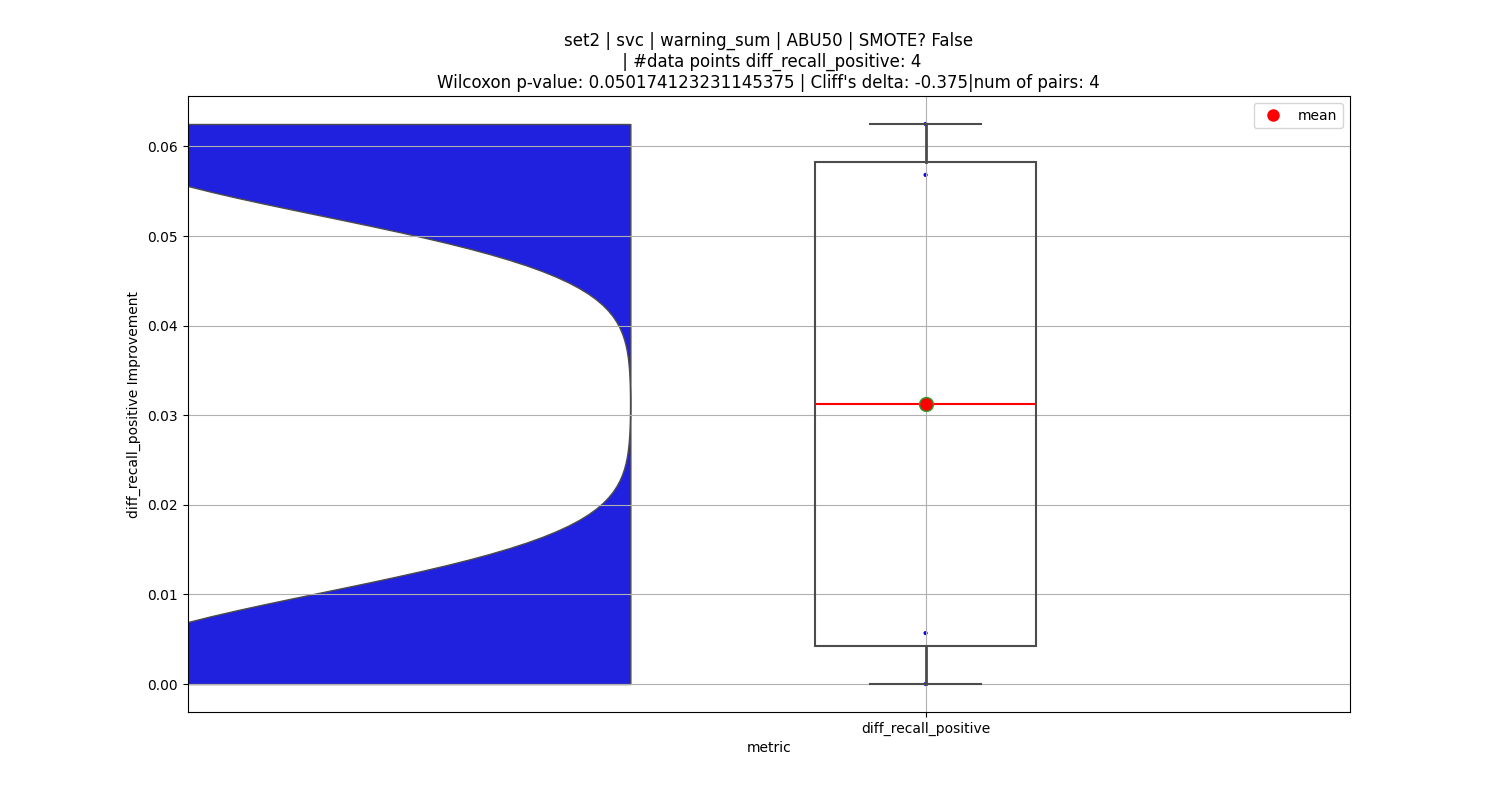 set2 | svc | warning_sum | ABU50 | SMOTE? False
| #data points diff_recall_positive: 4
Wilcoxon p-value: 0.050174123231145375 | Cliff's delta: -0.375|num of pairs: 4
mean
0.06
0.05
0.04
0.03
0.02
0.01
0.00
diff_recall_positive Improvement
diff_recall_positive
metric